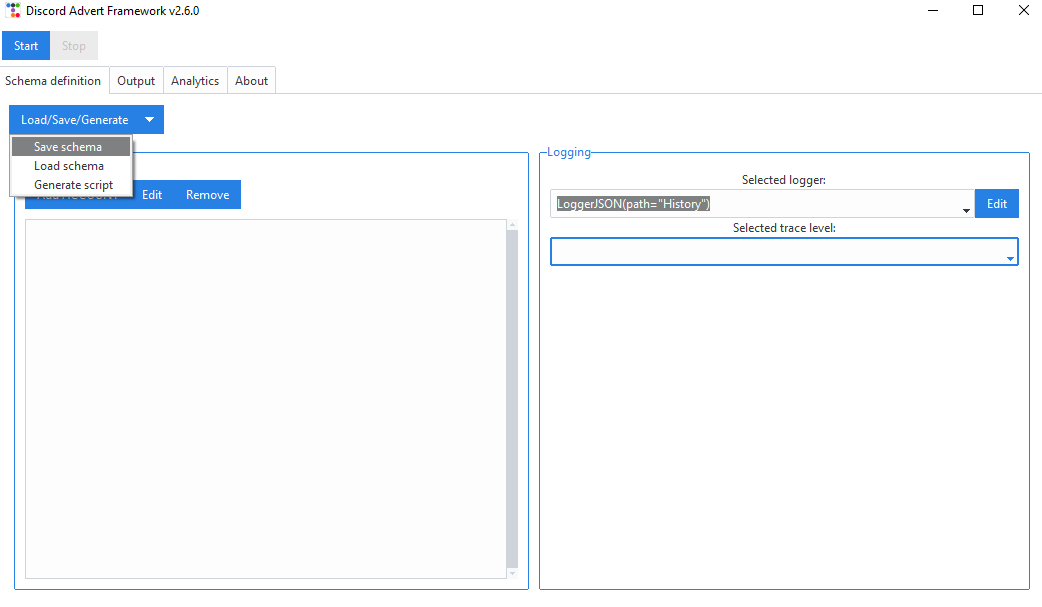 Discord Advert Framework v2.6.0
Start Stop
Schema definition Output Analytics About
Load/Save/Generate
Save schema
Load schema
Generate script
Edit Remove
Logging
Selected logger:
LoggerJSON(path="History")
Edit
Selected trace level: